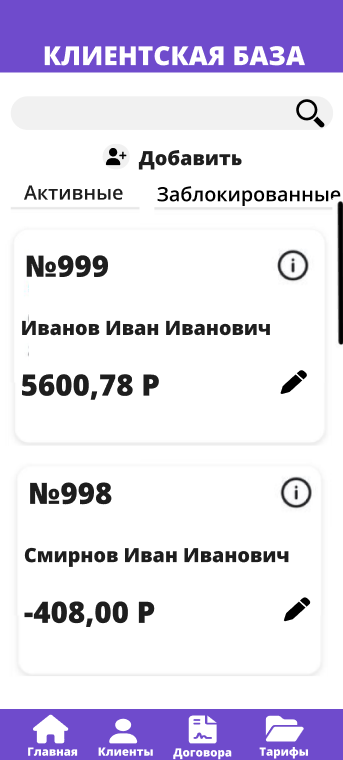 КЛИЕНТСКАЯ БАЗА
Добавить
Активные Заблокированные
№999
Иванов Иван Иванович
5600,78 Р
№998
Смирнов Иван Иванович
-408,00 Р
Главная Клиенты Договора Тарифы